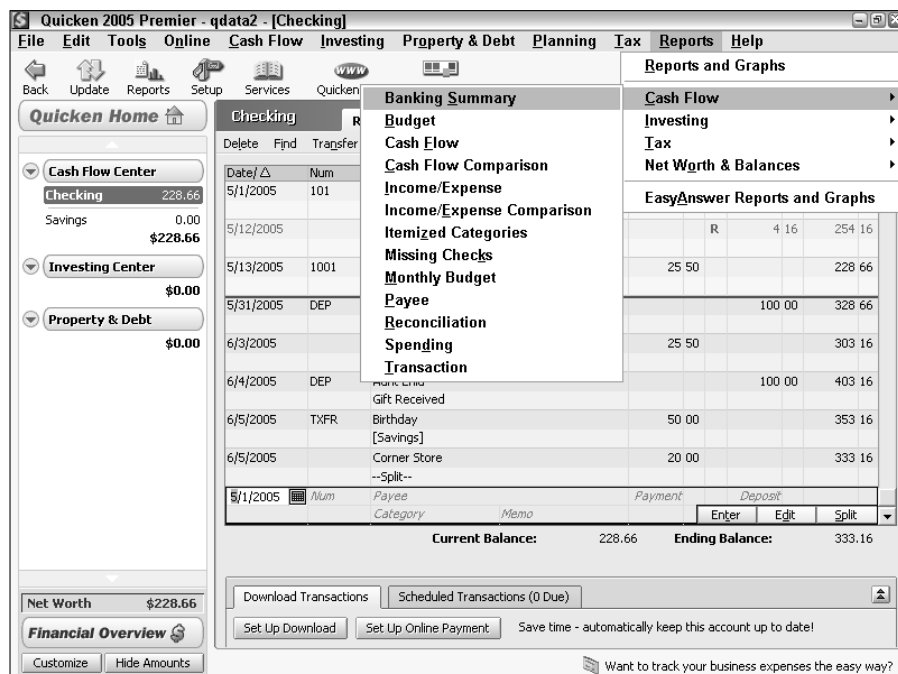 Quicken 2005 Premier - qdata2 - [Checking]
File Edit Tools Online Cash Flow Investing Property & Debt Planning Tax Reports Help
Back Update Reports Setup Services Quicken
Reports and Graphs
Cash Flow
Investing
Tax
Net Worth & Balances
EasyAnswer Reports and Graphs
Banking Summary
Budget
Cash Flow
Cash Flow Comparison
Income/Expense
Income/Expense Comparison
Itemized Categories
Missing Checks
Monthly Budget
Payee
Reconciliation
Spending
Transaction
Quicken Home
Cash Flow Center
Checking 228.66
Savings 0.00
$228.66
Investing Center
$0.00
Property & Debt
$0.00
Net Worth $228.66
Financial Overview
Customize Hide Amounts
Checking R
Delete Find Transfer
Date/ Num
5/1/2005 101
5/12/2005 R 4 16 254 16
5/13/2005 1001 25 50 228 66
5/31/2005 DEP 100 00 328 66
6/3/2005 25 50 303 16
6/4/2005 DEP 100 00 403 16
Gift Received
6/5/2005 TXFR Birthday 50 00 353 16
[Savings]
6/5/2005 Corner Store 20 00 333 16
--Split--
5/1/2005 Num Payee Payment Deposit
Category Memo Enter Edit Split
Current Balance: 228.66 Ending Balance: 333.16
Download Transactions Scheduled Transactions (0 Due)
Set Up Download Set Up Online Payment Save time - automatically keep this account up to date!
Want to track your business expenses the easy way?